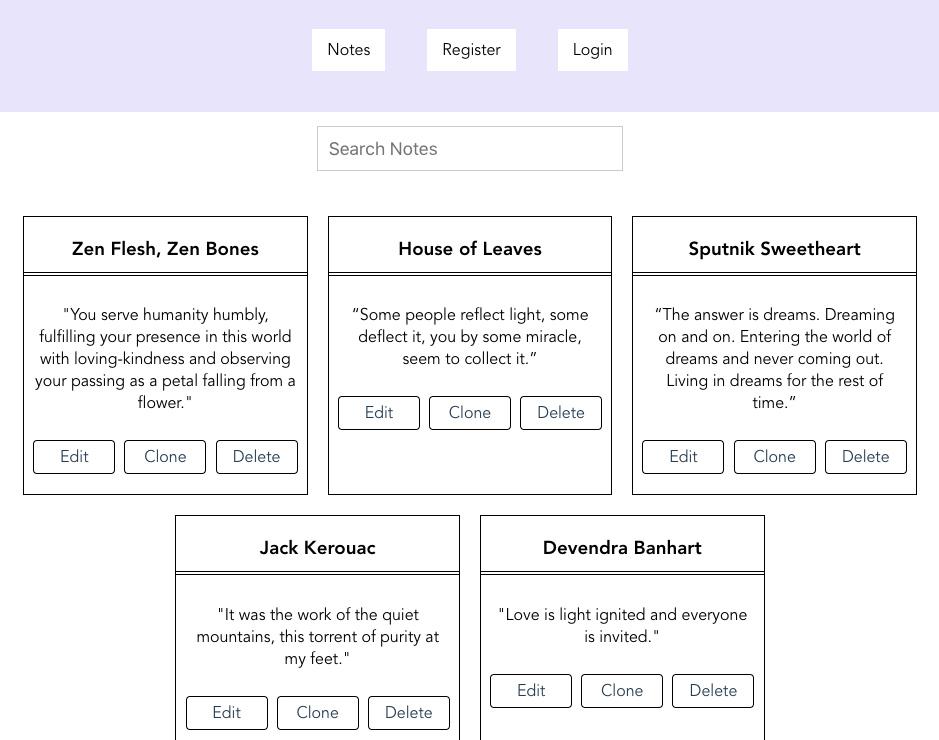 Notes Register Login
Search Notes
Zen Flesh, Zen Bones
"You serve humanity humbly,
fulfilling your presence in this world
with loving-kindness and observing
your passing as a petal falling from a
flower."
Edit Clone Delete
House of Leaves
“Some people reflect light, some
deflect it, you by some miracle,
seem to collect it.”
Edit Clone Delete
Sputnik Sweetheart
“The answer is dreams. Dreaming
on and on. Entering the world of
dreams and never coming out.
Living in dreams for the rest of
time.”
Edit Clone Delete
Jack Kerouac
"It was the work of the quiet
mountains, this torrent of purity at
my feet."
Edit Clone Delete
Devendra Banhart
"Love is light ignited and everyone
is invited."
Edit Clone Delete